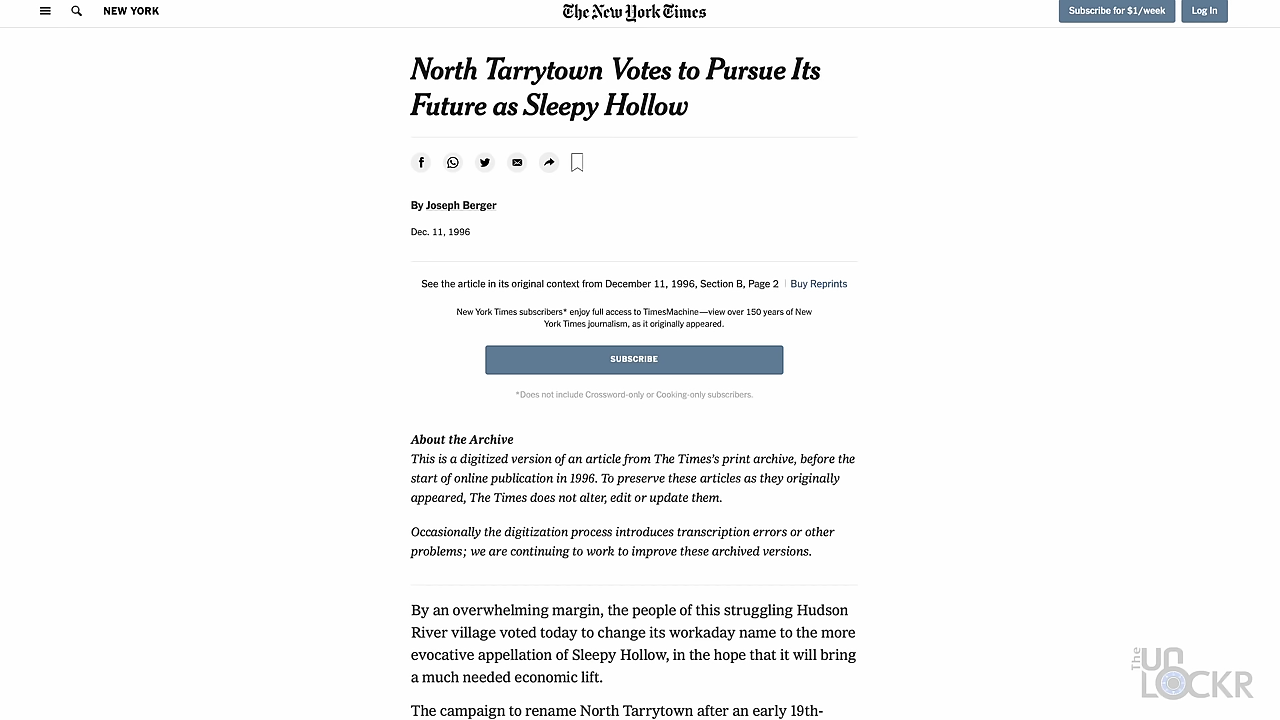 NEW YORK
The New York Times
Subscribe for $1/week
Log In
North Tarrytown Votes to Pursue Its
Future as Sleepy Hollow
By Joseph Berger
Dec. 11, 1996
See the article in its original context from December 11, 1996, Section B, Page 2 | Buy Reprints
New York Times subscribers* enjoy full access to TimesMachine—view over 150 years of New
York Times journalism, as it originally appeared.
SUBSCRIBE
*Does not include Crossword-only or Cooking-only subscribers.
About the Archive
This is a digitized version of an article from The Times's print archive, before the
start of online publication in 1996. To preserve these articles as they originally
appeared, The Times does not alter, edit or update them.
Occasionally the digitization process introduces transcription errors or other
problems; we are continuing to work to improve these archived versions.
By an overwhelming margin, the people of this struggling Hudson
River village voted today to change its workaday name to the more
evocative appellation of Sleepy Hollow, in the hope that it will bring
a much needed economic lift.
The campaign to rename North Tarrytown after an early 19th-
The
UN
LOCKR